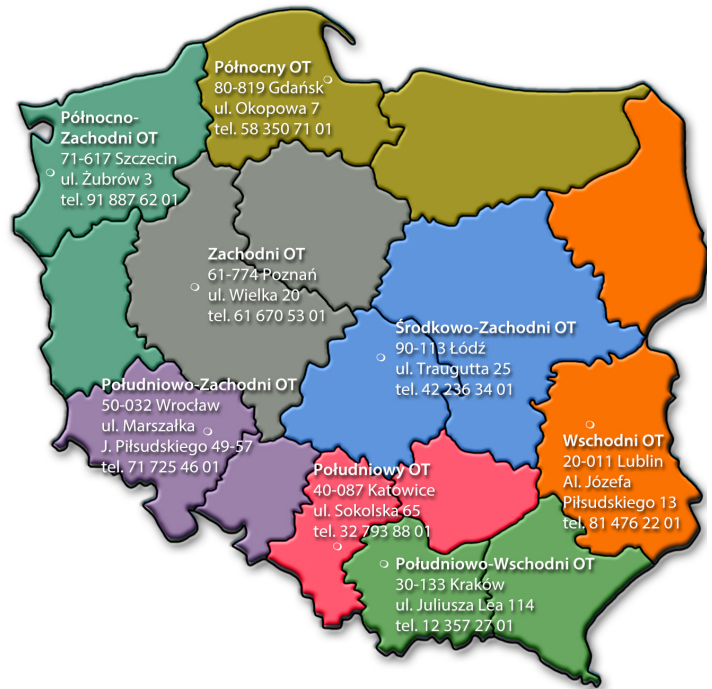 Północny OT
80-819 Gdańsk
ul. Okopowa 7
tel. 58 350 71 01
Północno-
Zachodni OT
71-617 Szczecin
ul. Żubrów 3
tel. 91 887 62 01
Zachodni OT
61-774 Poznań
ul. Wielka 20
tel. 61 670 53 01
Środkowo-Zachodni OT
90-113 Łódź
ul. Traugutta 25
tel. 42 236 34 01
Południowo-Zachodni OT
50-032 Wrocław
ul. Marszałka
J. Piłsudskiego 49-57
tel. 71 725 46 01
Wschodni OT
20-011 Lublin
Al. Józefa
Piłsudskiego 13
tel. 81 476 22 01
Południowy OT
40-087 Katowice
ul. Sokolska 65
tel. 32 793 88 01
Południowo-Wschodni OT
30-133 Kraków
ul. Juliusza Lea 114
tel. 12 357 27 01